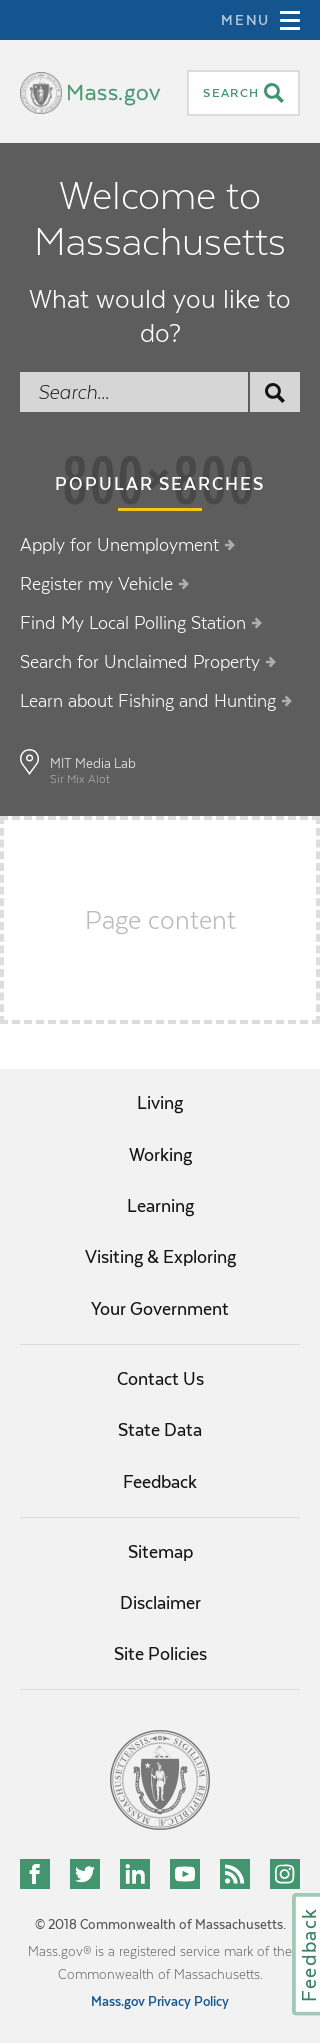 MENU
Mass.gov
SEARCH
Welcome to
Massachusetts
What would you like to
do?
Search...
800×800
POPULAR SEARCHES
Apply for Unemployment
Register my Vehicle
Find My Local Polling Station
Search for Unclaimed Property
Learn about Fishing and Hunting
MIT Media Lab
Sir Mix Alot
Page content
Living
Working
Learning
Visiting & Exploring
Your Government
Contact Us
State Data
Feedback
Sitemap
Disclaimer
Site Policies
© 2018 Commonwealth of Massachusetts.
Mass.gov® is a registered service mark of the
Commonwealth of Massachusetts.
Mass.gov Privacy Policy
Feedback